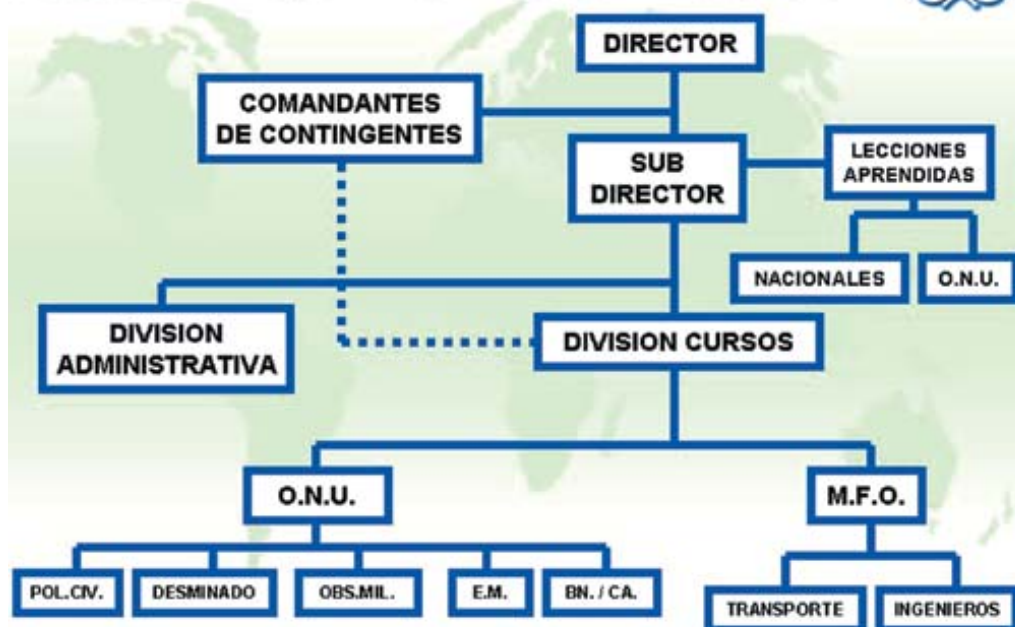 DIRECTOR
COMANDANTES
DE CONTINGENTES
SUB
DIRECTOR
LECCIONES
APRENDIDAS
NACIONALES
O.N.U.
DIVISION
ADMINISTRATIVA
DIVISION CURSOS
O.N.U.
M.F.O.
POL.CIV.
DESMINADO
OBS.MIL.
E.M.
BN. / CA.
TRANSPORTE
INGENIEROS